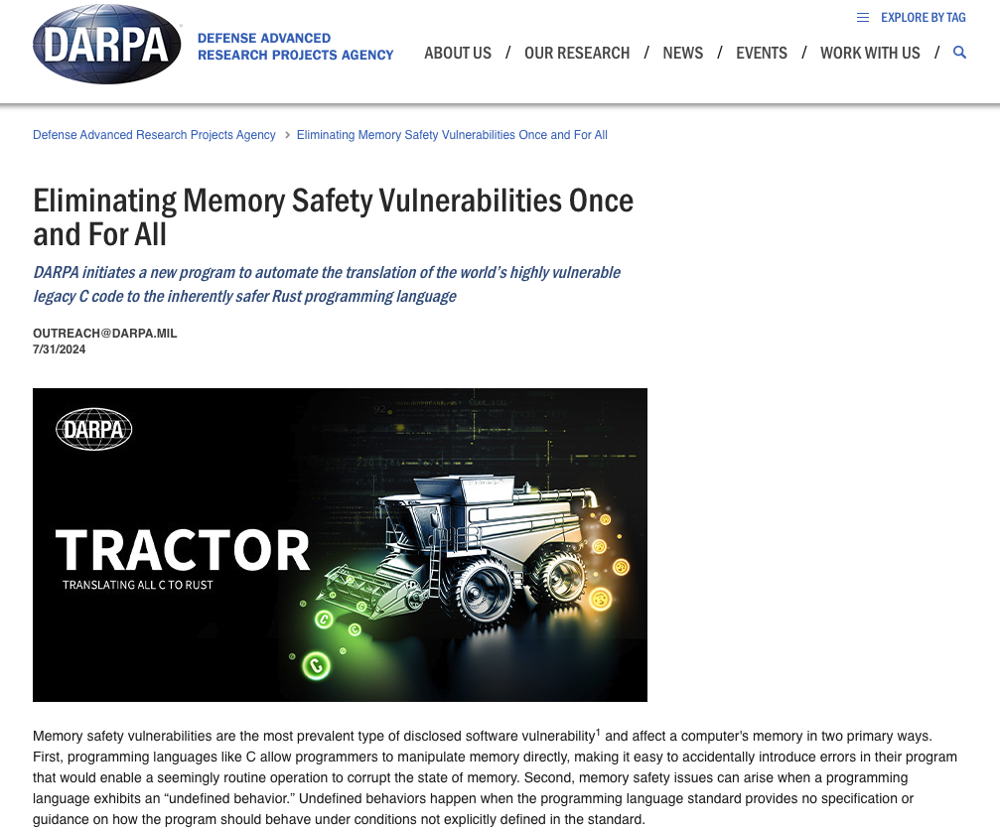 EXPLORE BY TAG
DARPA
DEFENSE ADVANCED
RESEARCH PROJECTS AGENCY
ABOUT US / OUR RESEARCH / NEWS / EVENTS / WORK WITH US /
Defense Advanced Research Projects Agency > Eliminating Memory Safety Vulnerabilities Once and For All
Eliminating Memory Safety Vulnerabilities Once
and For All
DARPA initiates a new program to automate the translation of the world's highly vulnerable
legacy C code to the inherently safer Rust programming language
OUTREACH@DARPA.MIL
7/31/2024
DARPA
TRACTOR
TRANSLATING ALL C TO RUST
C
C
C
Memory safety vulnerabilities are the most prevalent type of disclosed software vulnerability¹ and affect a computer's memory in two primary ways.
First, programming languages like C allow programmers to manipulate memory directly, making it easy to accidentally introduce errors in their program
that would enable a seemingly routine operation to corrupt the state of memory. Second, memory safety issues can arise when a programming
language exhibits an “undefined behavior.” Undefined behaviors happen when the programming language standard provides no specification or
guidance on how the program should behave under conditions not explicitly defined in the standard.